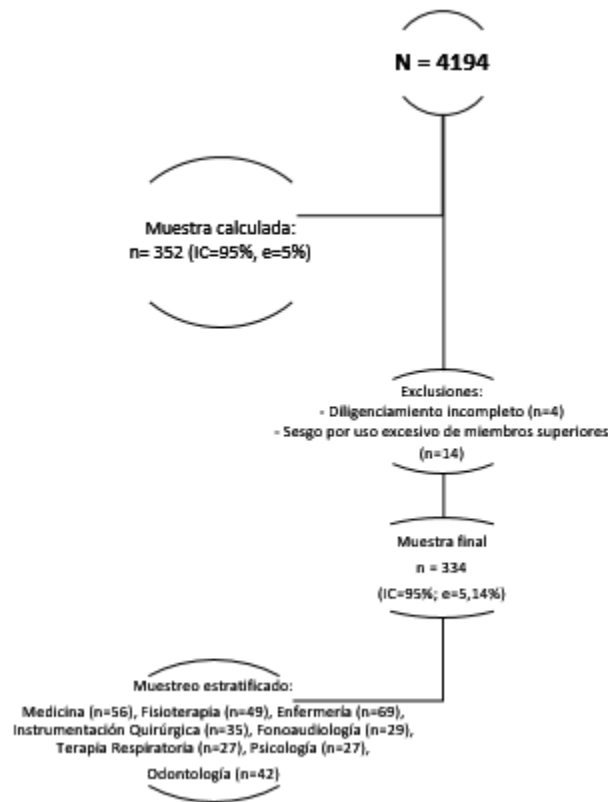 N = 4194
Muestra calculada:
n= 352 (IC=95%, e=5%)
Exclusiones:
- Diligenciamiento incompleto (n=4)
- Sesgo por uso excesivo de miembros superiores
(n=14)
Muestra final
n = 334
(IC=95%; e=5,14%)
Muestreo estratificado:
Medicina (n=56), Fisioterapia (n=49), Enfermería (n=69),
Instrumentación Quirúrgica (n=35), Fonoaudiología (n=29),
Terapia Respiratoria (n=27), Psicología (n=27),
Odontología (n=42)